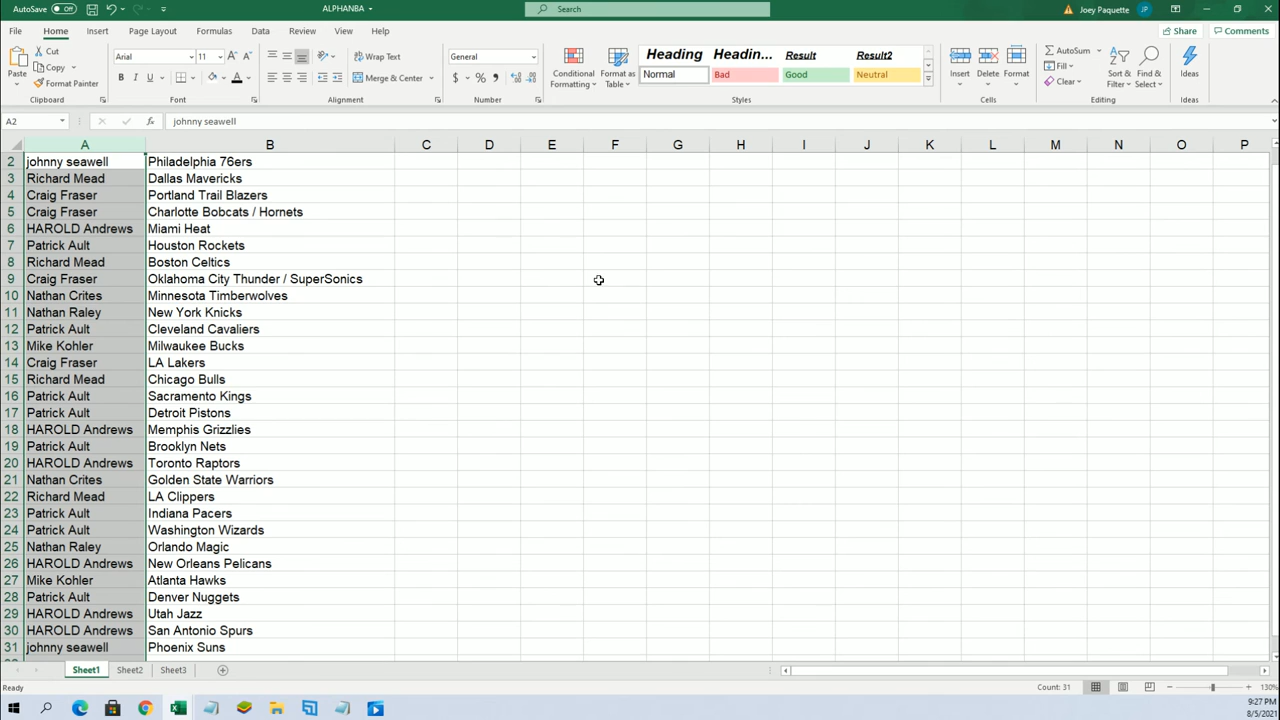 AutoSave Off ALPHANBA Search Joey Paquette JP
File Home Insert Page Layout Formulas Data Review View Help Share Comments
Paste Cut Copy Format Painter Clipboard
Arial 11 A A B I U A Font
Wrap Text Merge & Center Alignment
General $ % Number
Conditional Formatting Format as Table
Heading Headin... Result Result2
Normal Bad Good Neutral
Styles
Insert Delete Format Cells
AutoSum Fill Clear Sort & Filter Find & Select Editing
Ideas Ideas
A2 fx johnny seawell
A B C D E F G H I J K L M N O P
2 johnny seawell Philadelphia 76ers
3 Richard Mead Dallas Mavericks
4 Craig Fraser Portland Trail Blazers
5 Craig Fraser Charlotte Bobcats / Hornets
6 HAROLD Andrews Miami Heat
7 Patrick Ault Houston Rockets
8 Richard Mead Boston Celtics
9 Craig Fraser Oklahoma City Thunder / SuperSonics
10 Nathan Crites Minnesota Timberwolves
11 Nathan Raley New York Knicks
12 Patrick Ault Cleveland Cavaliers
13 Mike Kohler Milwaukee Bucks
14 Craig Fraser LA Lakers
15 Richard Mead Chicago Bulls
16 Patrick Ault Sacramento Kings
17 Patrick Ault Detroit Pistons
18 HAROLD Andrews Memphis Grizzlies
19 Patrick Ault Brooklyn Nets
20 HAROLD Andrews Toronto Raptors
21 Nathan Crites Golden State Warriors
22 Richard Mead LA Clippers
23 Patrick Ault Indiana Pacers
24 Patrick Ault Washington Wizards
25 Nathan Raley Orlando Magic
26 HAROLD Andrews New Orleans Pelicans
27 Mike Kohler Atlanta Hawks
28 Patrick Ault Denver Nuggets
29 HAROLD Andrews Utah Jazz
30 HAROLD Andrews San Antonio Spurs
31 johnny seawell Phoenix Suns
Sheet1 Sheet2 Sheet3
Ready Count: 31 130%
9:27 PM
8/5/2021